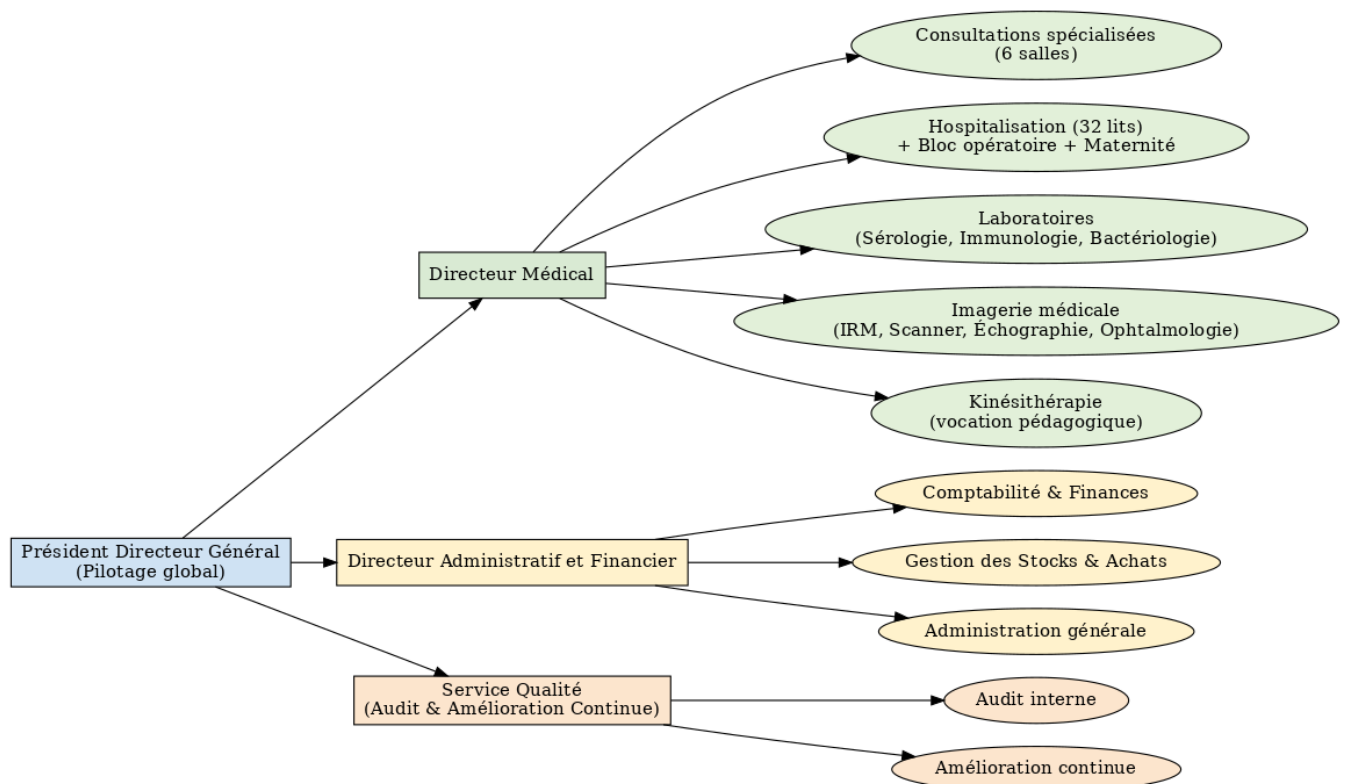 Consultations spécialisées
(6 salles)
Hospitalisation (32 lits)
+ Bloc opératoire + Maternité
Laboratoires
(Sérologie, Immunologie, Bactériologie)
Directeur Médical
Imagerie médicale
(IRM, Scanner, Échographie, Ophtalmologie)
Kinésithérapie
(vocation pédagogique)
Comptabilité & Finances
Président Directeur Général
(Pilotage global)
Directeur Administratif et Financier
Gestion des Stocks & Achats
Administration générale
Service Qualité
(Audit & Amélioration Continue)
Audit interne
Amélioration continue